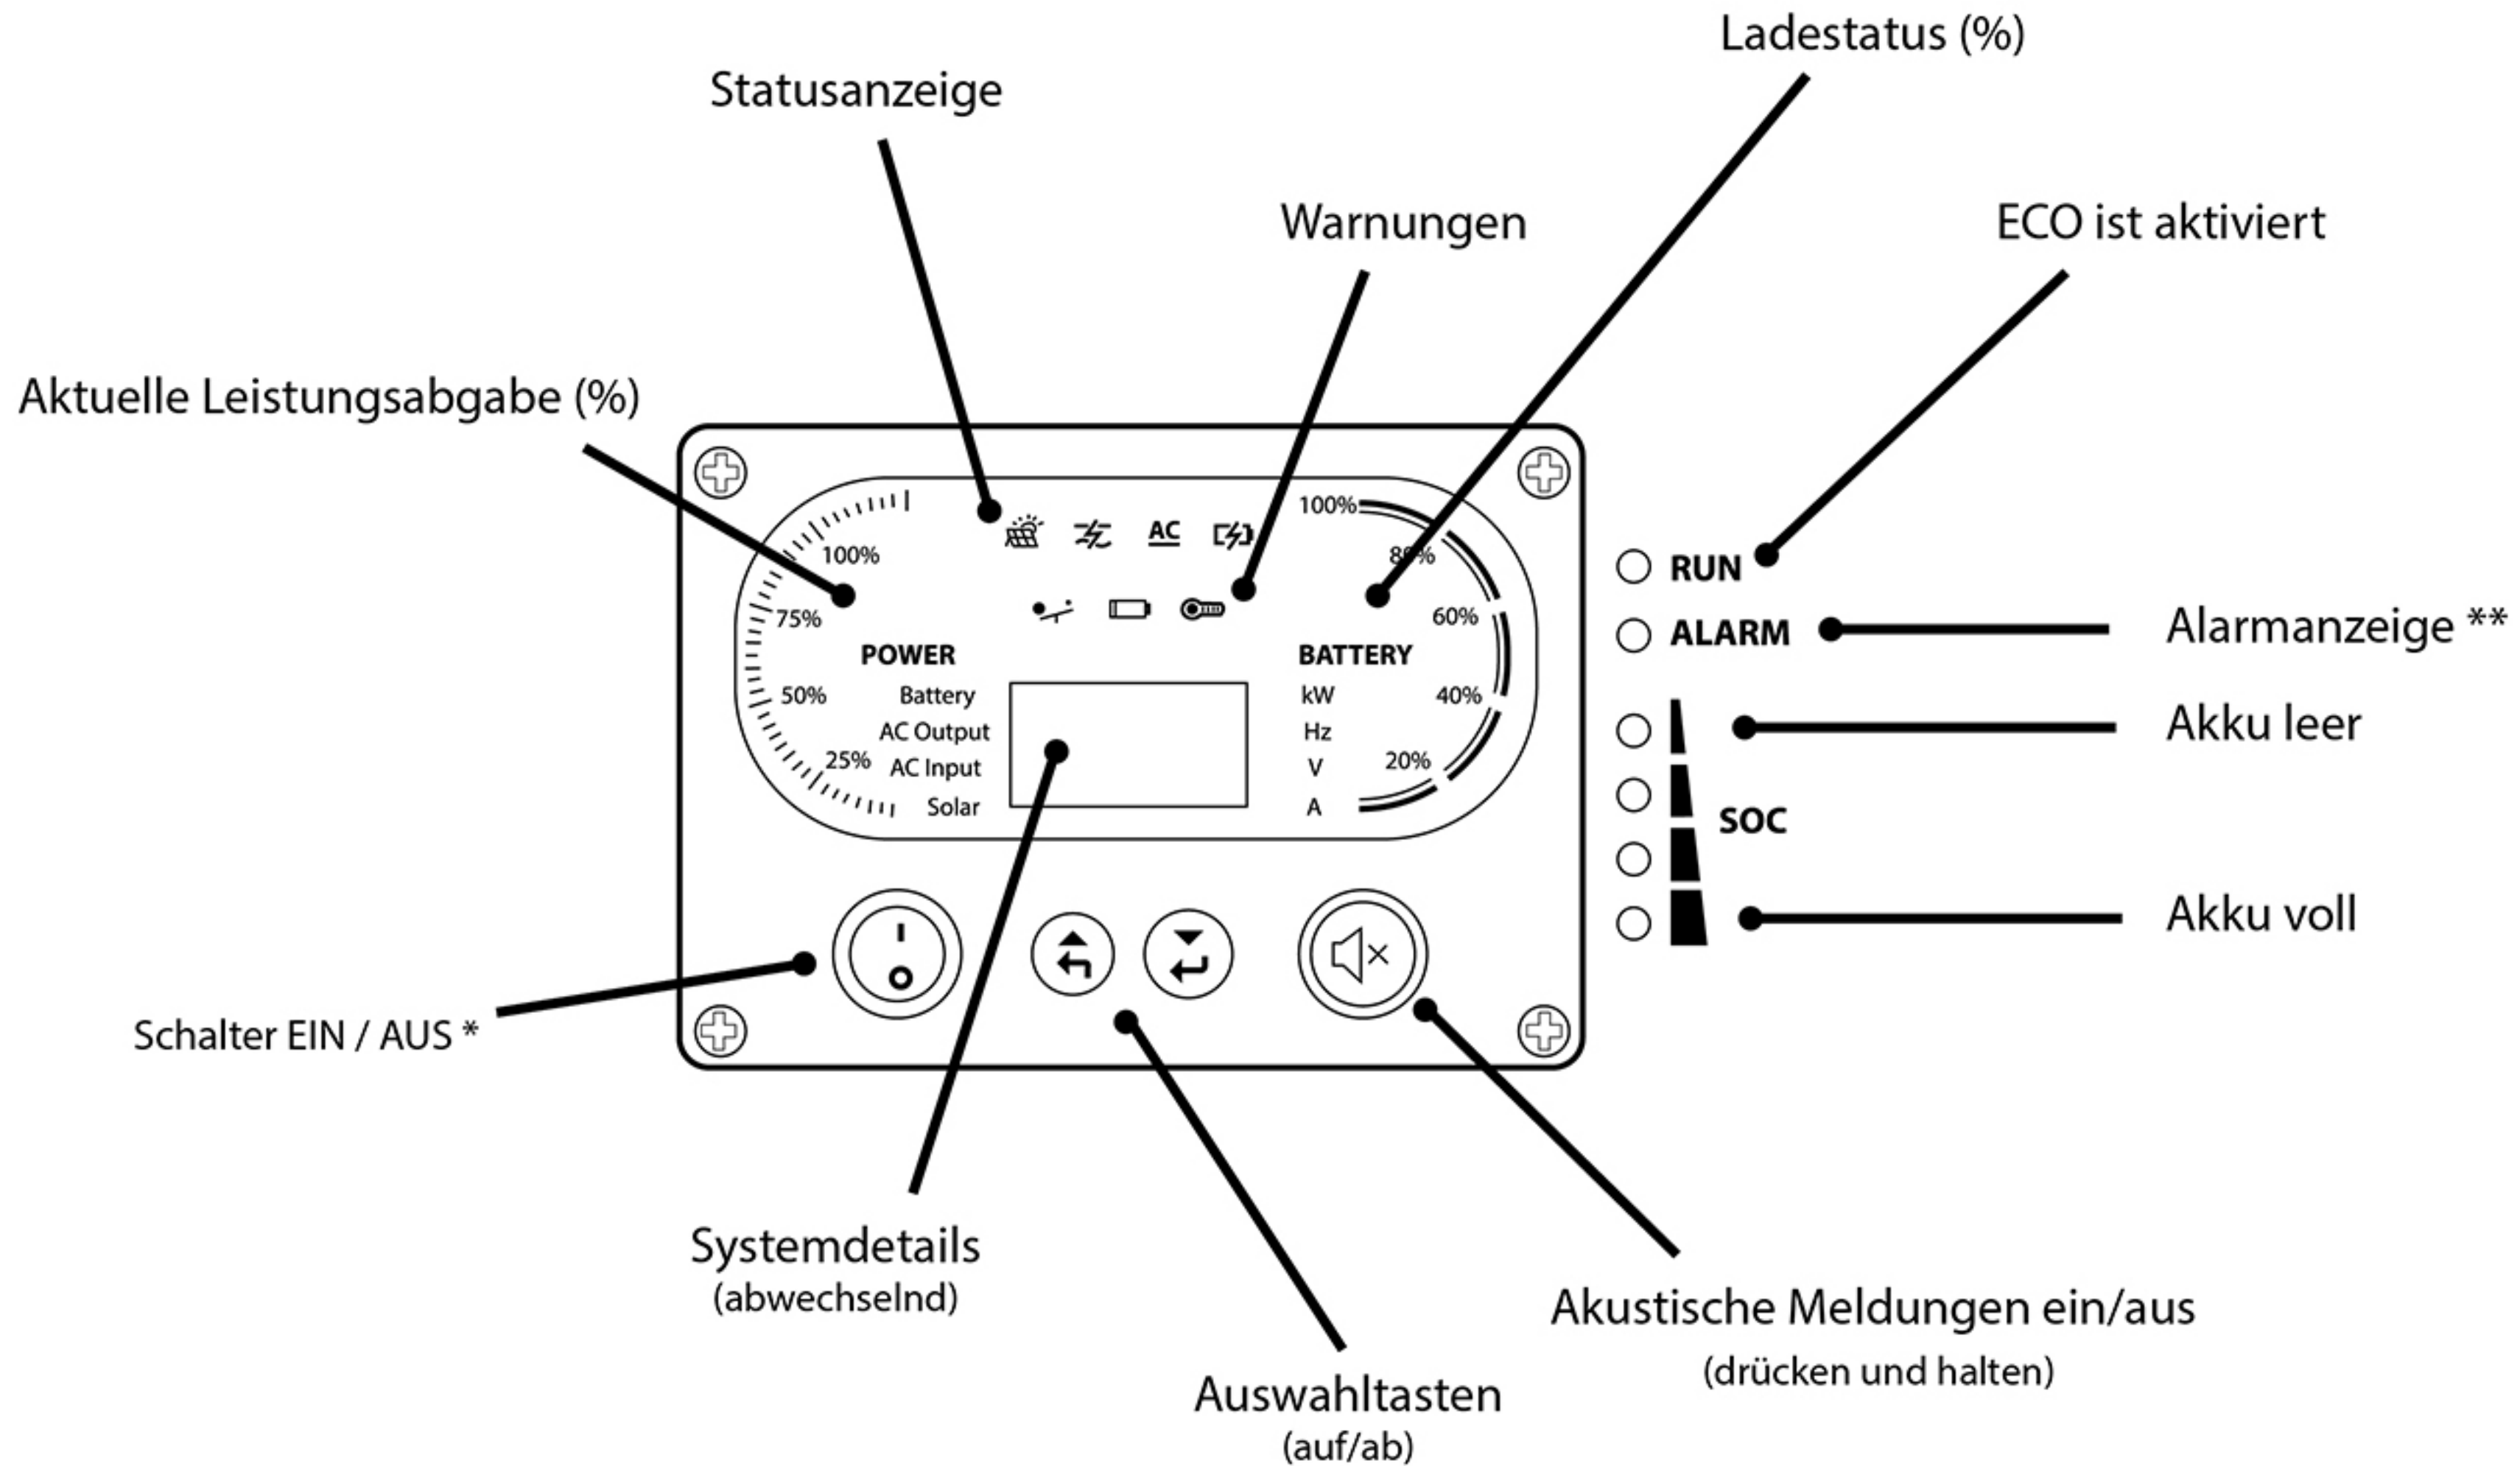 Ladestatus (%)
Statusanzeige
Warnungen
ECO ist aktiviert
Aktuelle Leistungsabgabe (%)
100%
AC
100%
80%
RUN
75%
60%
ALARM
Alarmanzeige **
POWER
BATTERY
50%
Battery
kW
40%
AC Output
Hz
Akku leer
25%
AC Input
V
20%
Solar
A
SOC
Akku voll
Schalter EIN / AUS *
Systemdetails
(abwechselnd)
Akustische Meldungen ein/aus
(drücken und halten)
Auswahltasten
(auf/ab)